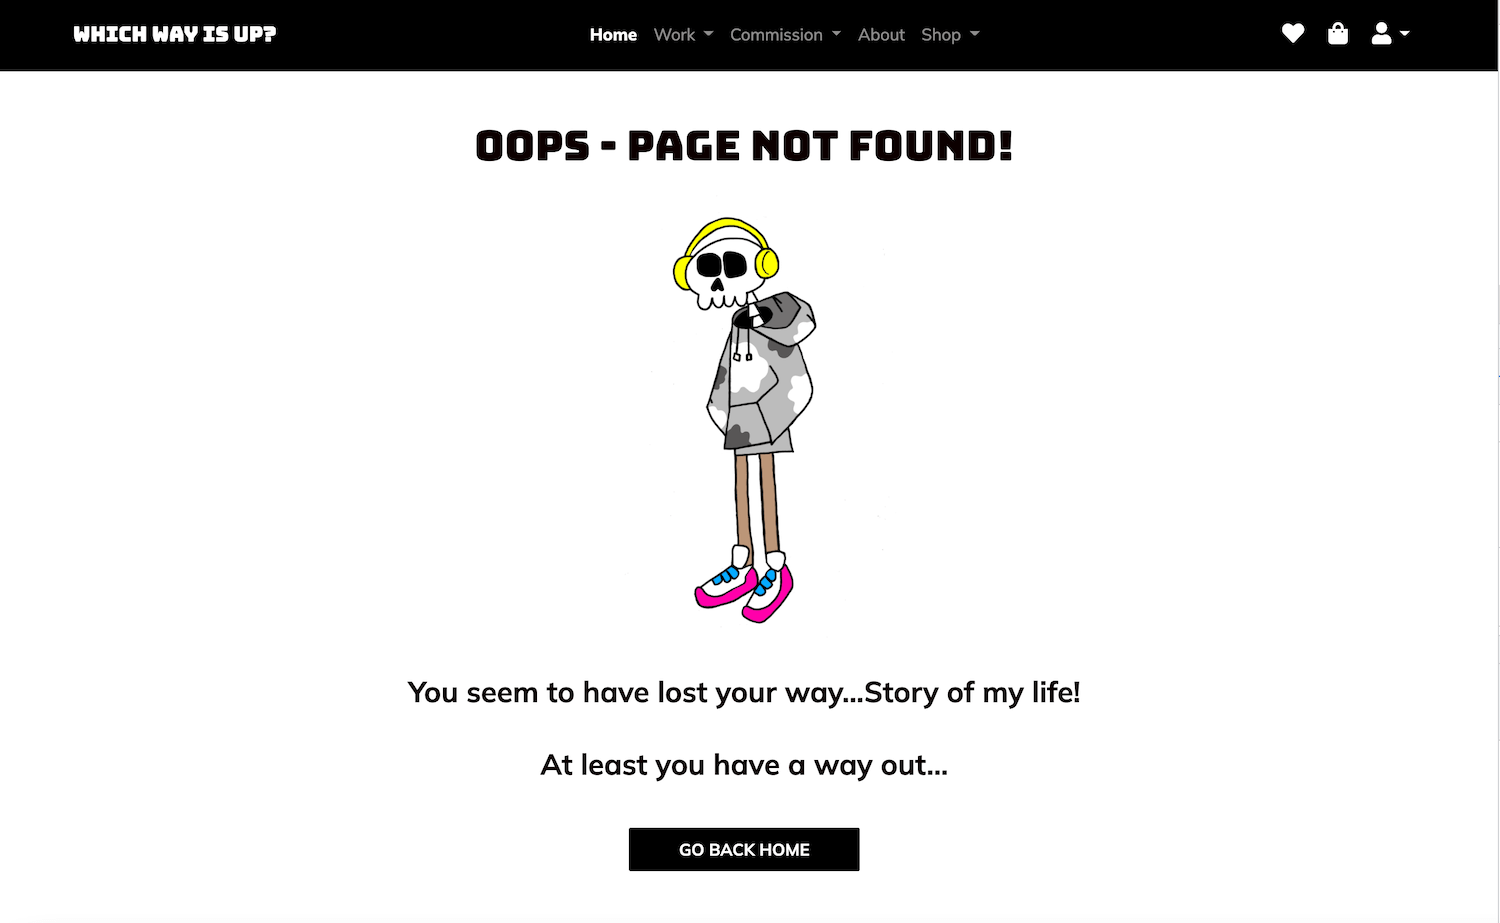 WHICH WAY IS UP?
Home Work Commission About Shop
OOPS - PAGE NOT FOUND!
You seem to have lost your way...Story of my life!
At least you have a way out...
GO BACK HOME